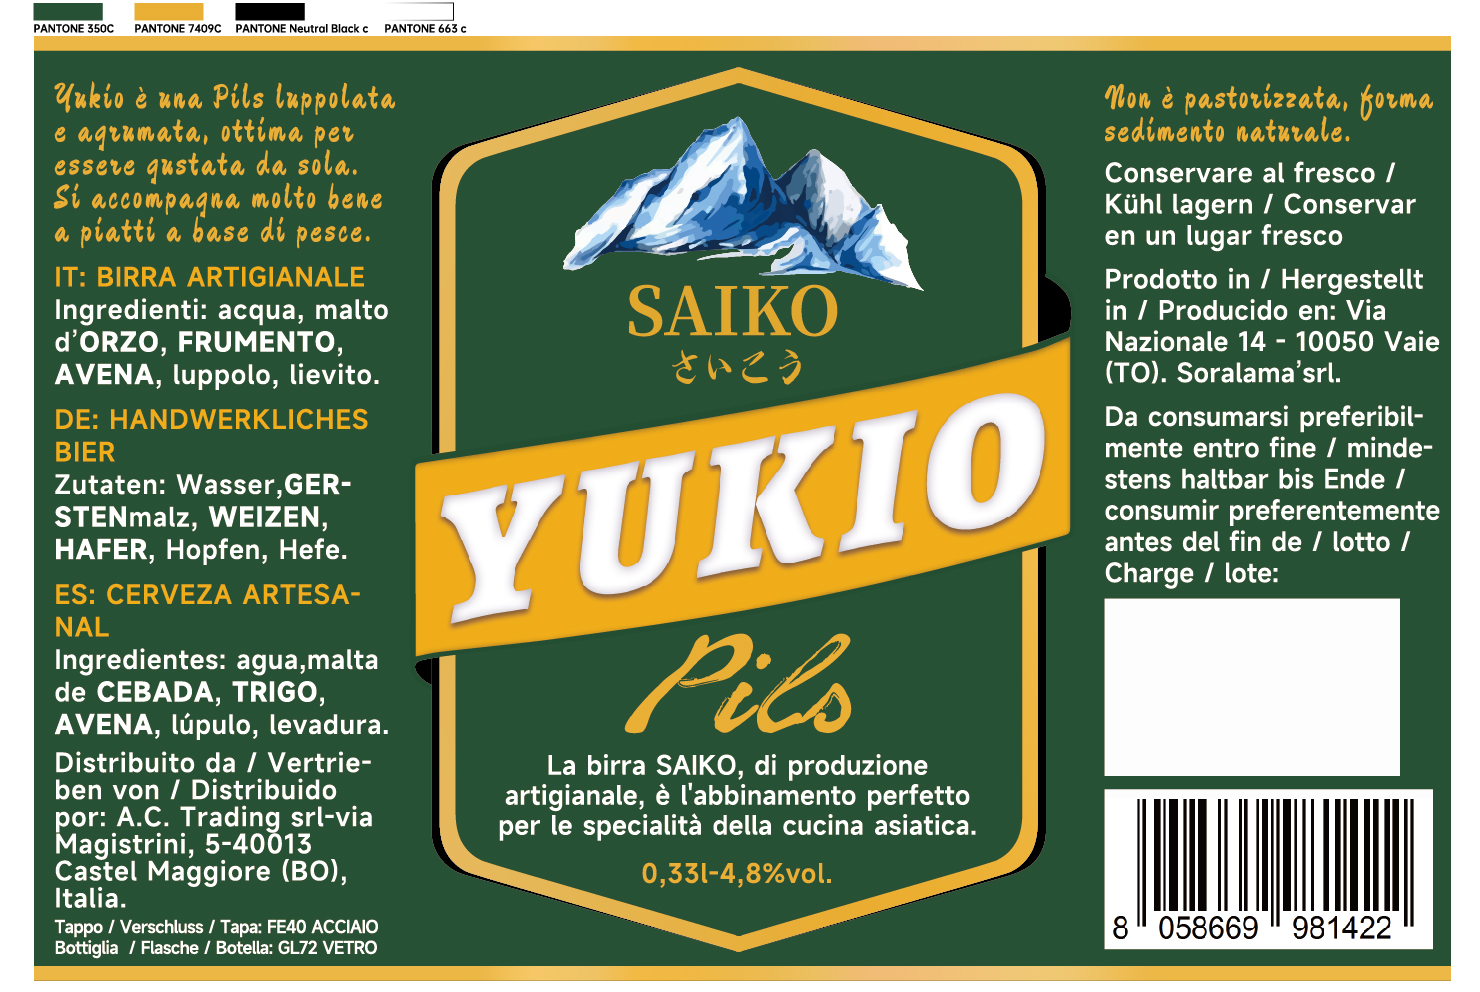 PANTONE 350C
PANTONE 7409C
PANTONE Neutral Black c
PANTONE 663 c
Yukio è una Pils luppolata
e agrumata, ottima per
essere gustata da sola.
Si accompagna molto bene
a piatti a base di pesce.
IT: BIRRA ARTIGIANALE
Ingredienti: acqua, malto
d'ORZO, FRUMENTO,
AVENA, luppolo, lievito.
DE: HANDWERKLICHES
BIER
Zutaten: Wasser,GER-
STENmalz, WEIZEN,
HAFER, Hopfen, Hefe.
ES: CERVEZA ARTESA-
NAL
Ingredientes: agua,malta
de CEBADA, TRIGO,
AVENA, lúpulo, levadura.
Distribuito da / Vertrie-
ben von / Distribuido
por: A.C. Trading srl-via
Magistrini, 5-40013
Castel Maggiore (BO),
Italia.
Tappo / Verschluss / Tapa: FE40 ACCIAIO
Bottiglia / Flasche / Botella: GL72 VETRO
SAIKO
さいこう
YUKIO
Pils
La birra SAIKO, di produzione
artigianale, è l'abbinamento perfetto
per le specialità della cucina asiatica.
0,33l-4,8%vol.
Non è pastorizzata, forma
sedimento naturale.
Conservare al fresco /
Kühl lagern / Conservar
en un lugar fresco
Prodotto in / Hergestellt
in / Producido en: Via
Nazionale 14 - 10050 Vaie
(TO). Soralama'srl.
Da consumarsi preferibil-
mente entro fine / minde-
stens haltbar bis Ende /
consumir preferentemente
antes del fin de / lotto /
Charge / lote:
8 058669 981422